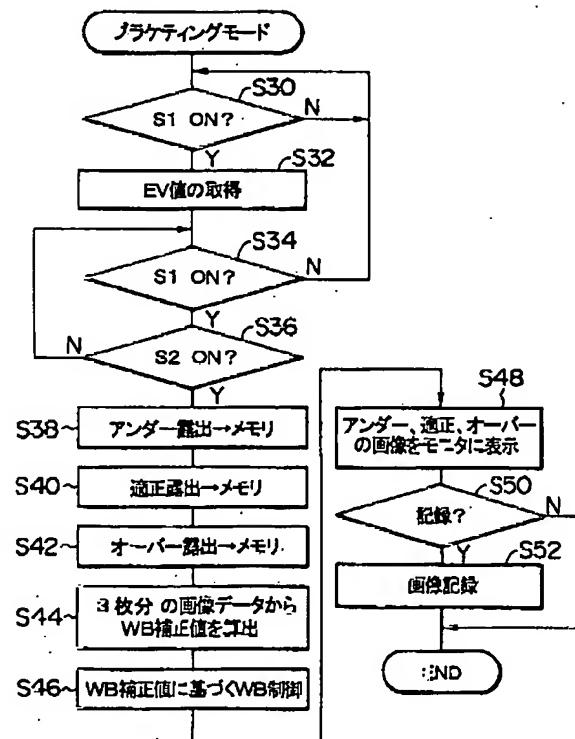 ブラケティングモード
S30
S1 ON?
N
Y
S32
EV値の取得
S34
S1 ON?
N
Y
S36
N
S2 ON?
Y
S38
アンダー露出→メモリ
S40
適正露出→メモリ
S42
オーバー露出→メモリ
S44
3枚分の画像データから
WB補正値を算出
S46
WB補正値に基づくWB制御
S48
アンダー、適正、オーバー
の画像をモニタに表示
S50
記録?
N
Y
S52
画像記録
END